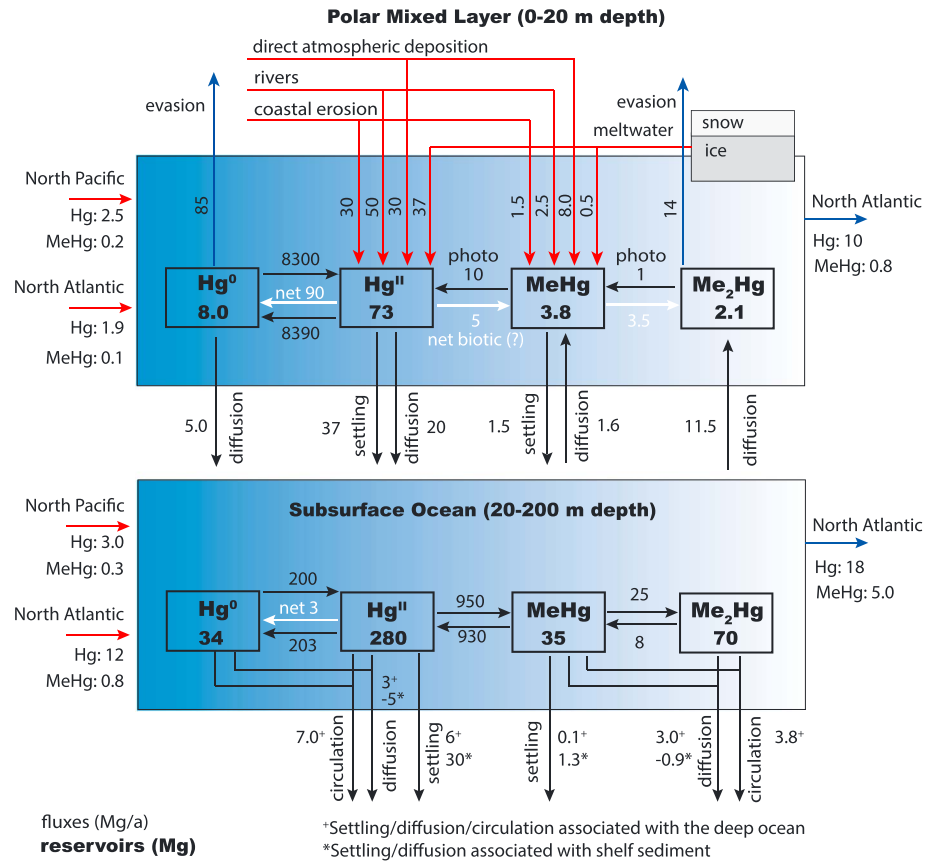 Polar Mixed Layer (0-20 m depth)
direct atmospheric deposition
rivers
coastal erosion
evasion
evasion
meltwater
snow
ice
North Pacific
Hg: 2.5
MeHg: 0.2
North Atlantic
Hg: 1.9
MeHg: 0.1
North Atlantic
Hg: 10
MeHg: 0.8
85
30
50
30
37
1.5
2.5
8.0
0.5
14
Hg⁰
8.0
8300
net 90
8390
Hgᴵᴵ
73
photo
10
5
net biotic (?)
MeHg
3.8
photo
1
3.5
Me₂Hg
2.1
5.0
diffusion
37
settling
diffusion
20
1.5
settling
diffusion
1.6
11.5
diffusion
Subsurface Ocean (20-200 m depth)
North Pacific
Hg: 3.0
MeHg: 0.3
North Atlantic
Hg: 12
MeHg: 0.8
North Atlantic
Hg: 18
MeHg: 5.0
Hg⁰
34
200
net 3
203
Hgᴵᴵ
280
950
930
MeHg
35
25
8
Me₂Hg
70
3⁺
-5*
7.0⁺
circulation
diffusion
settling
6⁺
30*
settling
0.1⁺
1.3*
3.0⁺
-0.9*
diffusion
circulation
3.8⁺
fluxes (Mg/a)
reservoirs (Mg)
⁺Settling/diffusion/circulation associated with the deep ocean
*Settling/diffusion associated with shelf sediment